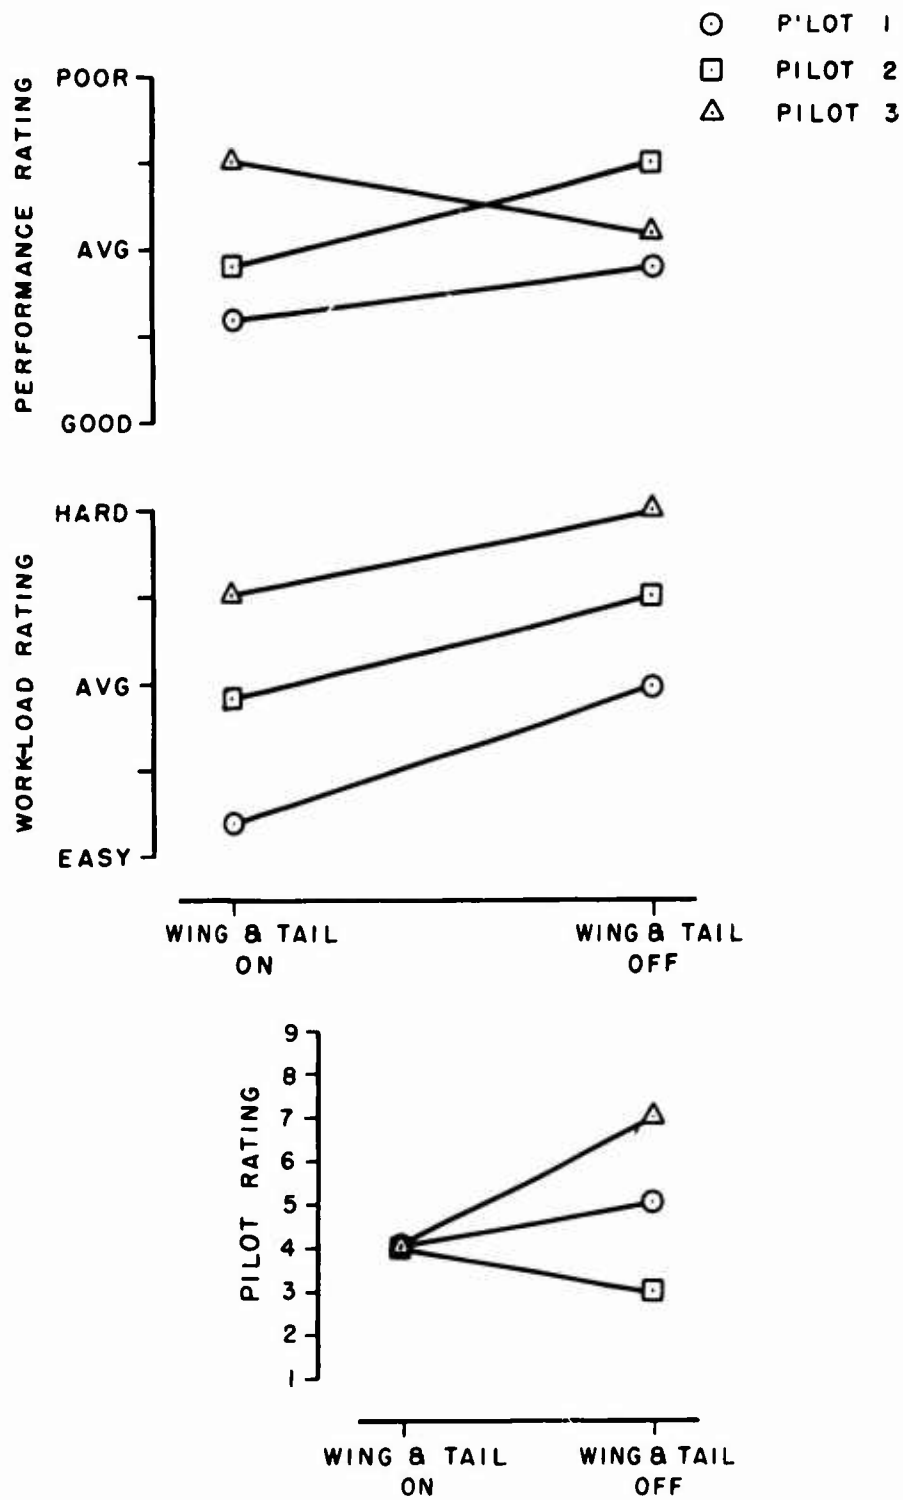 P'LOT 1
PILOT 2
PILOT 3
PERFORMANCE RATING
POOR
AVG
GOOD
WORK-LOAD RATING
HARD
AVG
EASY
WING & TAIL
ON
WING & TAIL
OFF
PILOT RATING
9
8
7
6
5
4
3
2
1
WING & TAIL
ON
WING & TAIL
OFF